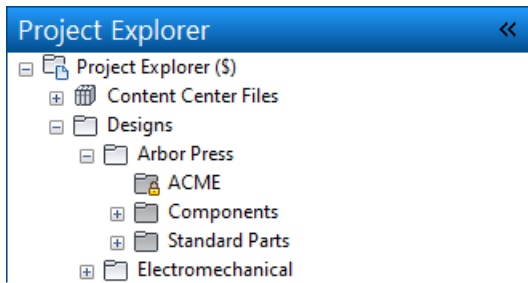 Project Explorer
Project Explorer ($)
Content Center Files
Designs
Arbor Press
ACME
Components
Standard Parts
Electromechanical